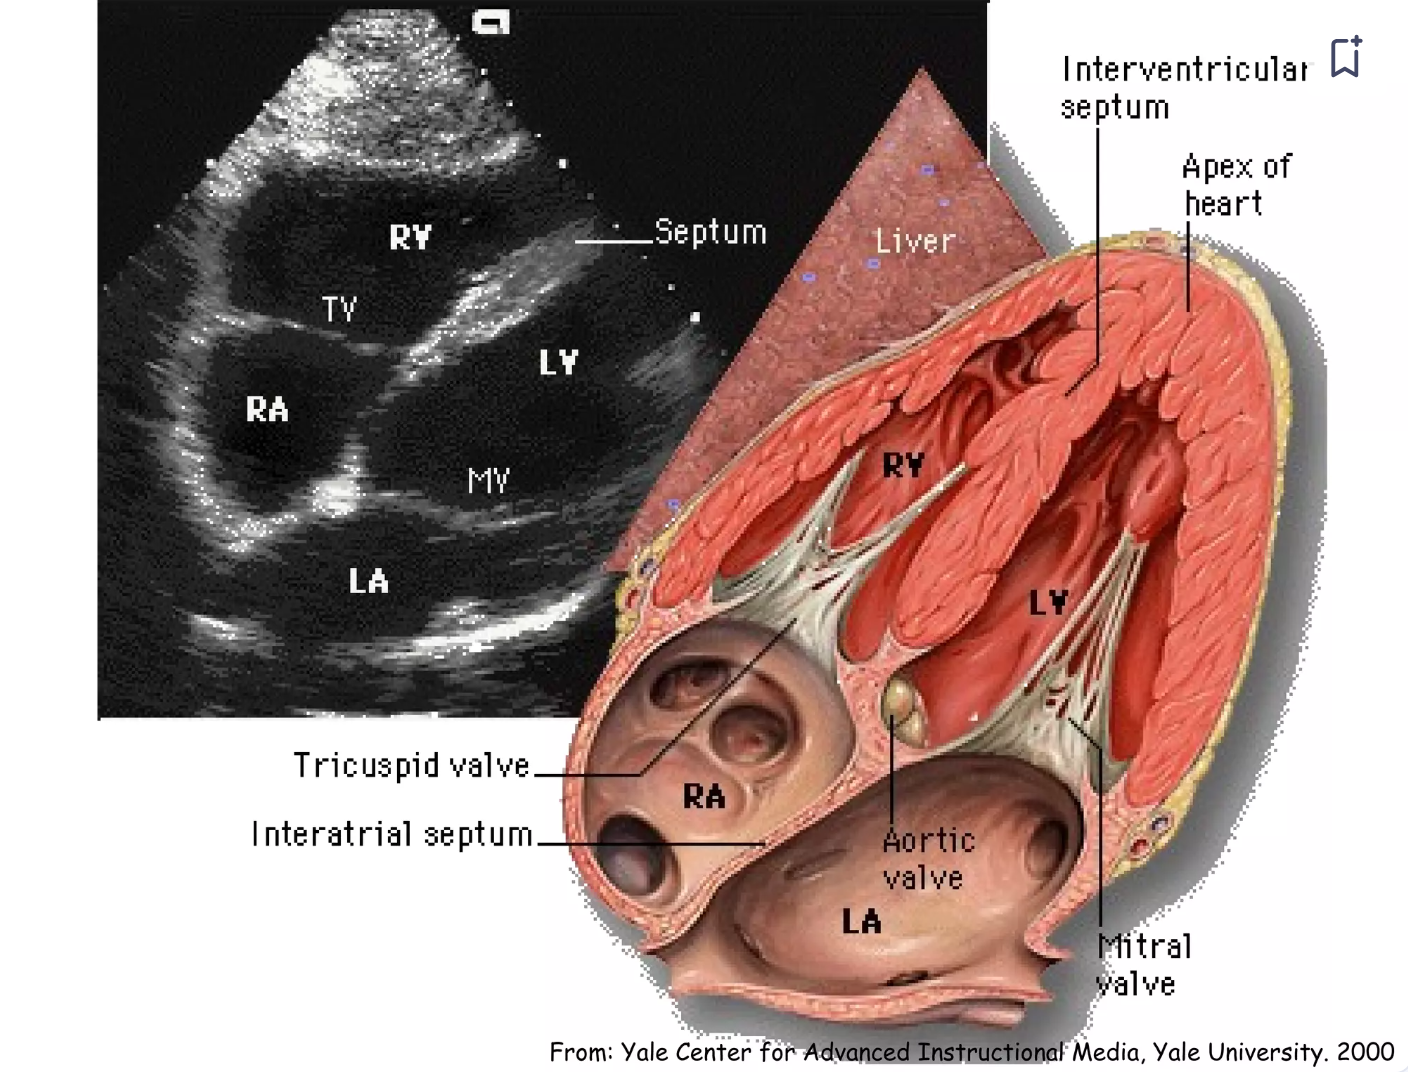 Interventricular
septum
Apex of
heart
RV
Septum
Liver
TV
LV
RA
RV
MV
LA
LV
Tricuspid valve
RA
Interatrial septum
Aortic
valve
LA
Mitral
valve
From: Yale Center for Advanced Instructional Media, Yale University. 2000